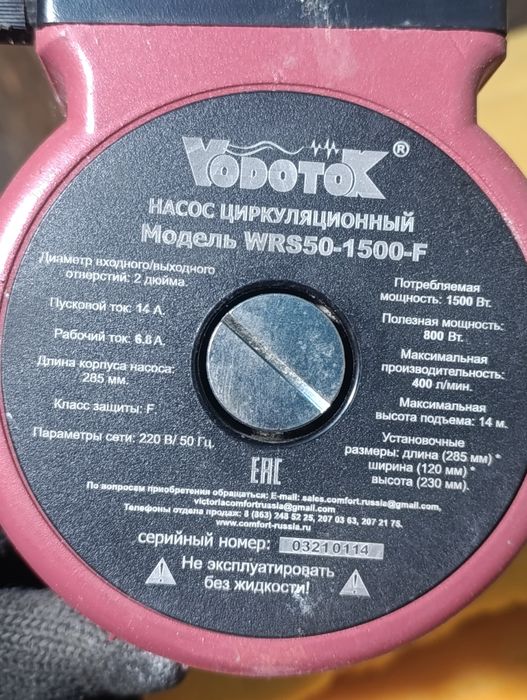 VODOTOK®
НАСОС ЦИРКУЛЯЦИОННЫЙ
Модель WRS50-1500-F
Диаметр входного/выходного
отверстий: 2 дюйма.
Пусковой ток: 14 А.
Рабочий ток: 6.8 А.
Длина корпуса насоса:
285 мм.
Класс защиты: F
Параметры сети: 220 В/ 50 Гц.
Потребляемая
мощность: 1500 Вт.
Полезная мощность:
800 Вт.
Максимальная
производительность:
400 л/мин.
Максимальная
высота подъема: 14 м.
Установочные
размеры: длина (285 мм) *
ширина (120 мм) *
высота (230 мм).
EAC
По вопросам приобретения обращаться: E-mail: sales.comfort.russia@gmail.com,
victoriacomfortrussia@gmail.com
Телефоны отдела продаж: 8 (863) 248 52 25, 207 03 63, 207 21 75.
www.comfort-russia.com
серийный номер: 03210114
Не эксплуатировать
без жидкости!